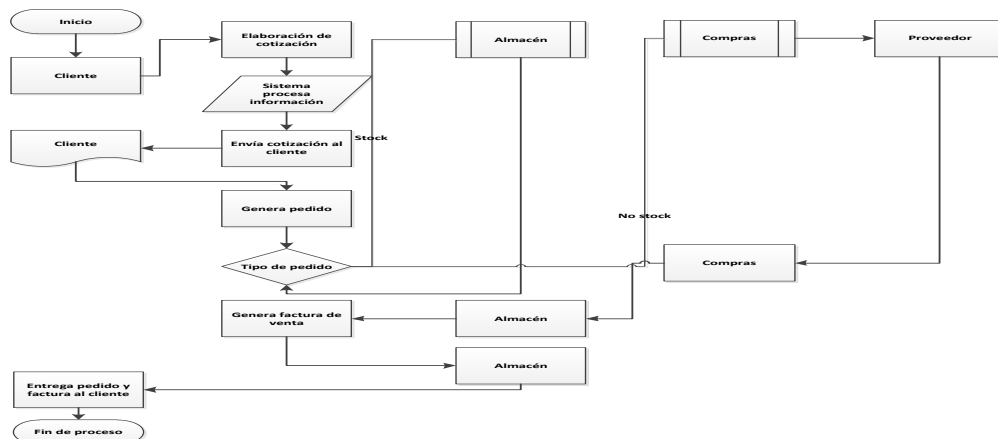 Inicio
Elaboración de
cotización
Almacén
Compras
Proveedor
Cliente
Sistema
procesa
información
Stock
Cliente
Envía cotización al
cliente
Genera pedido
No stock
Tipo de pedido
Compras
Genera factura de
venta
Almacén
Almacén
Entrega pedido y
factura al cliente
Fin de proceso